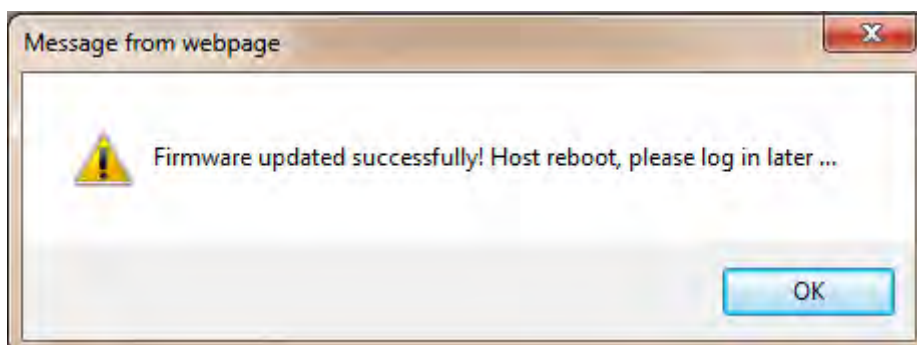 Message from webpage
Firmware updated successfully! Host reboot, please log in later ...
OK